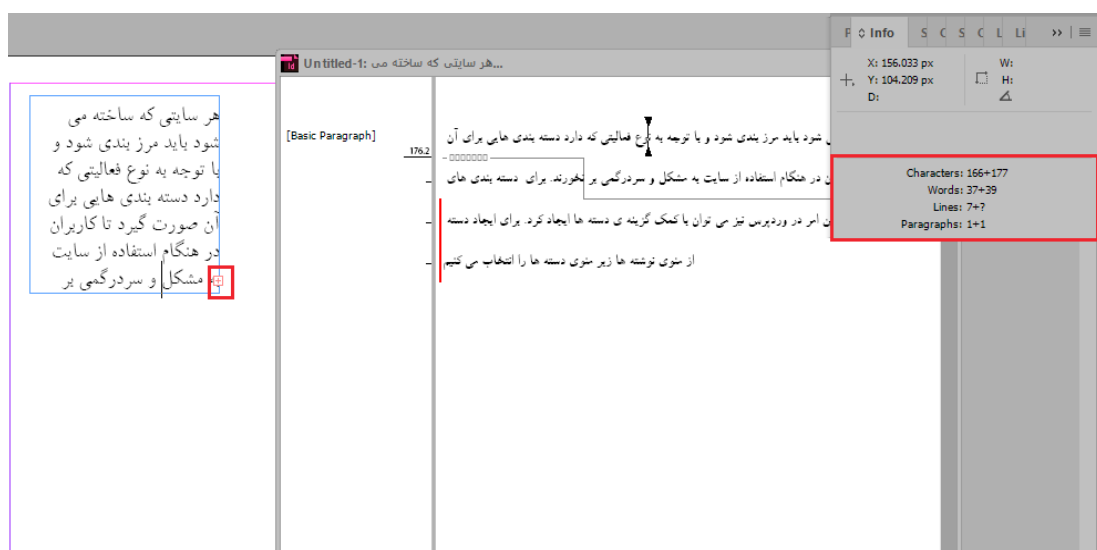 F Info S C S C L Li
X: 156.033 px W:
Y: 104.209 px H:
D:
Id Untitled-1: هر سایتی که ساخته می...
هر سایتی که ساخته می
شود باید مرز بندی شود و
با توجه به نوع فعالیتی که
دارد دسته بندی هایی برای
آن صورت گیرد تا کاربران
در هنگام استفاده از سایت
مشکل و سردرگمی بر
[Basic Paragraph]
176.2
شود باید مرز بندی شود و با توجه به نوع فعالیتی که دارد دسته بندی هایی برای آن
در هنگام استفاده از سایت به مشکل و سردرگمی بر نخورند. برای دسته بندی های
امر در وردپرس نیز می توان با کمک گزینه ی دسته ها ایجاد کرد. برای ایجاد دسته
از منوی نوشته ها زیر منوی دسته ها را انتخاب می کنیم
Characters: 166+177
Words: 37+39
Lines: 7+?
Paragraphs: 1+1